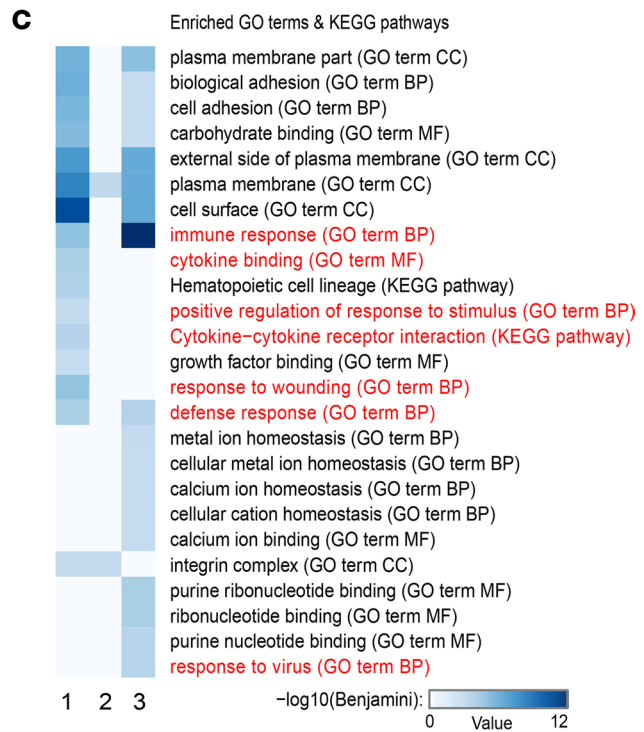 c
Enriched GO terms & KEGG pathways
plasma membrane part (GO term CC)
biological adhesion (GO term BP)
cell adhesion (GO term BP)
carbohydrate binding (GO term MF)
external side of plasma membrane (GO term CC)
plasma membrane (GO term CC)
cell surface (GO term CC)
immune response (GO term BP)
cytokine binding (GO term MF)
Hematopoietic cell lineage (KEGG pathway)
positive regulation of response to stimulus (GO term BP)
Cytokine−cytokine receptor interaction (KEGG pathway)
growth factor binding (GO term MF)
response to wounding (GO term BP)
defense response (GO term BP)
metal ion homeostasis (GO term BP)
cellular metal ion homeostasis (GO term BP)
calcium ion homeostasis (GO term BP)
cellular cation homeostasis (GO term BP)
calcium ion binding (GO term MF)
integrin complex (GO term CC)
purine ribonucleotide binding (GO term MF)
ribonucleotide binding (GO term MF)
purine nucleotide binding (GO term MF)
response to virus (GO term BP)
1 2 3 −log10(Benjamini):
0 Value 12